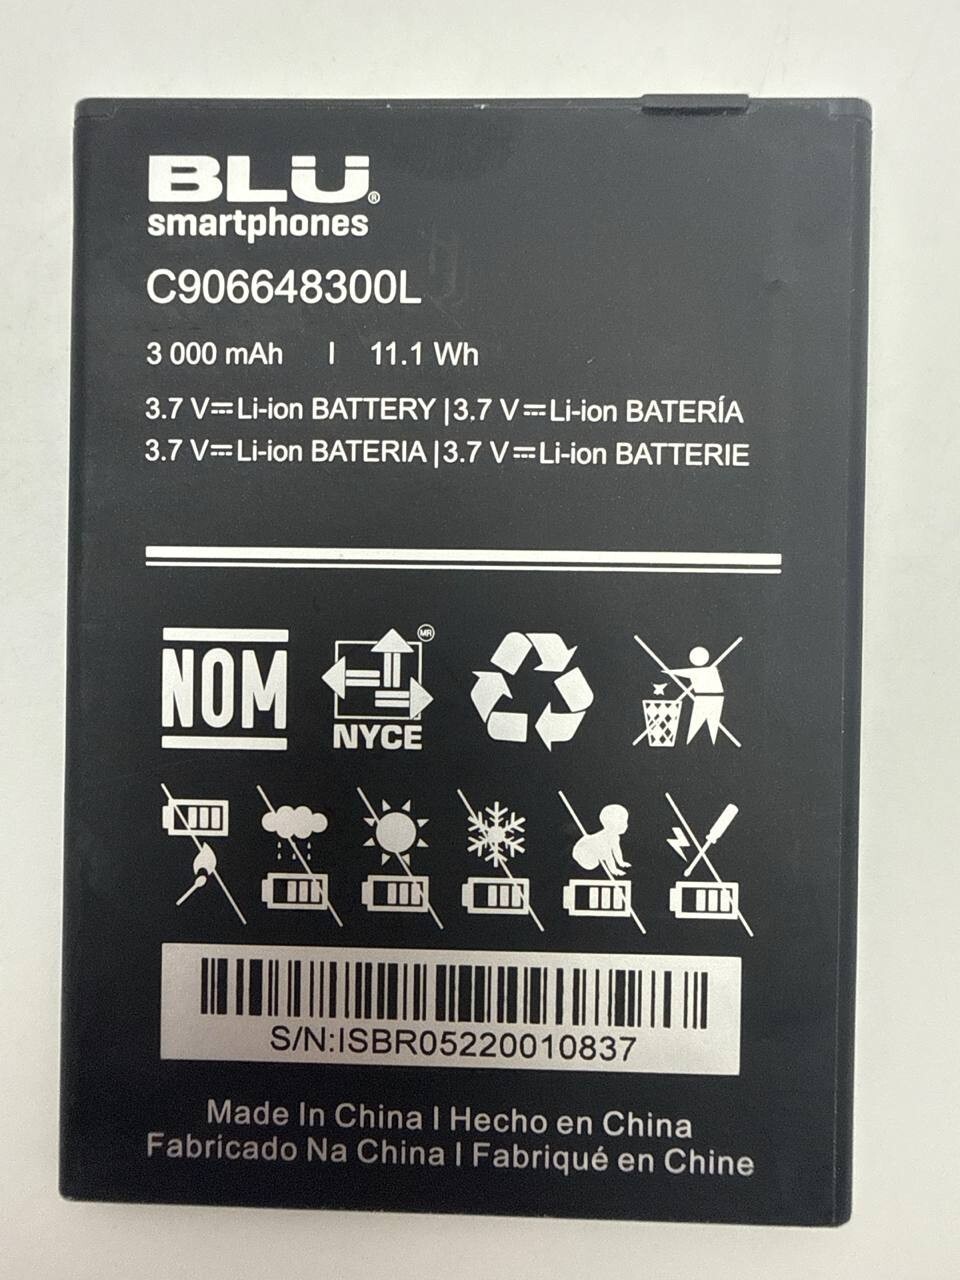 BLU®
smartphones
C906648300L
3 000 mAh | 11.1 Wh
3.7 V⎓Li-ion BATTERY | 3.7 V⎓Li-ion BATERÍA
3.7 V⎓Li-ion BATERIA | 3.7 V⎓Li-ion BATTERIE
NOM
MR
NYCE
S/N:ISBR05220010837
Made In China | Hecho en China
Fabricado Na China | Fabriqué en Chine